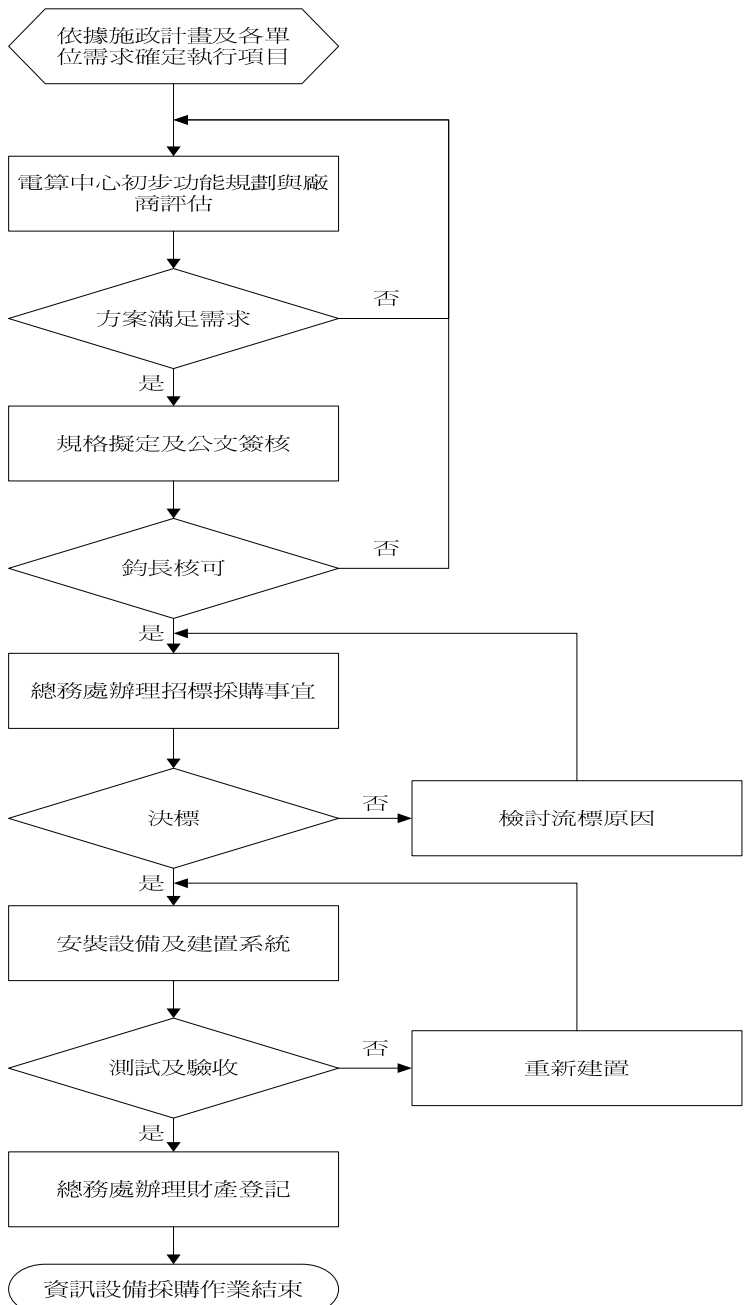 依據施政計畫及各單
位需求確定執行項目
電算中心初步功能規劃與廠
商評估
方案滿足需求
否
是
規格擬定及公文簽核
鈞長核可
否
是
總務處辦理招標採購事宜
決標
否
檢討流標原因
是
安裝設備及建置系統
測試及驗收
否
重新建置
是
總務處辦理財產登記
資訊設備採購作業結束